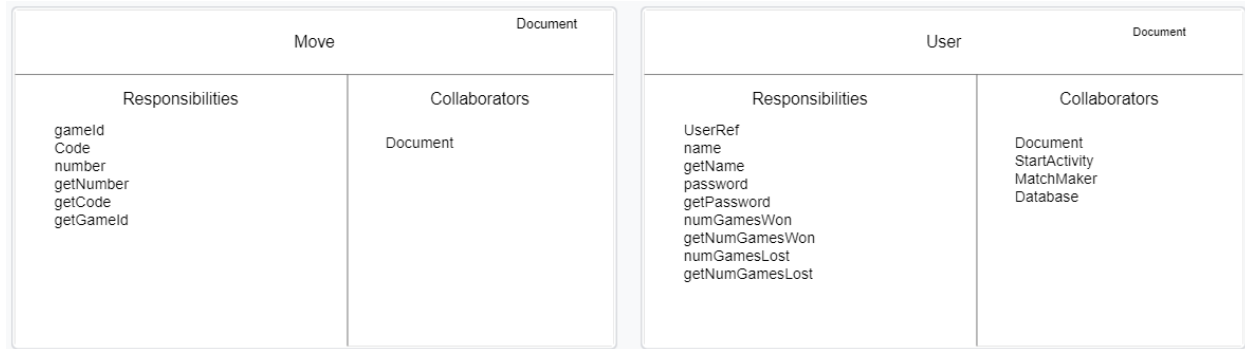 Document
Move
Responsibilities
Collaborators
gameId
Code
number
getNumber
getCode
getGameId
Document
Document
User
Responsibilities
Collaborators
UserRef
name
getName
password
getPassword
numGamesWon
getNumGamesWon
numGamesLost
getNumGamesLost
Document
StartActivity
MatchMaker
Database